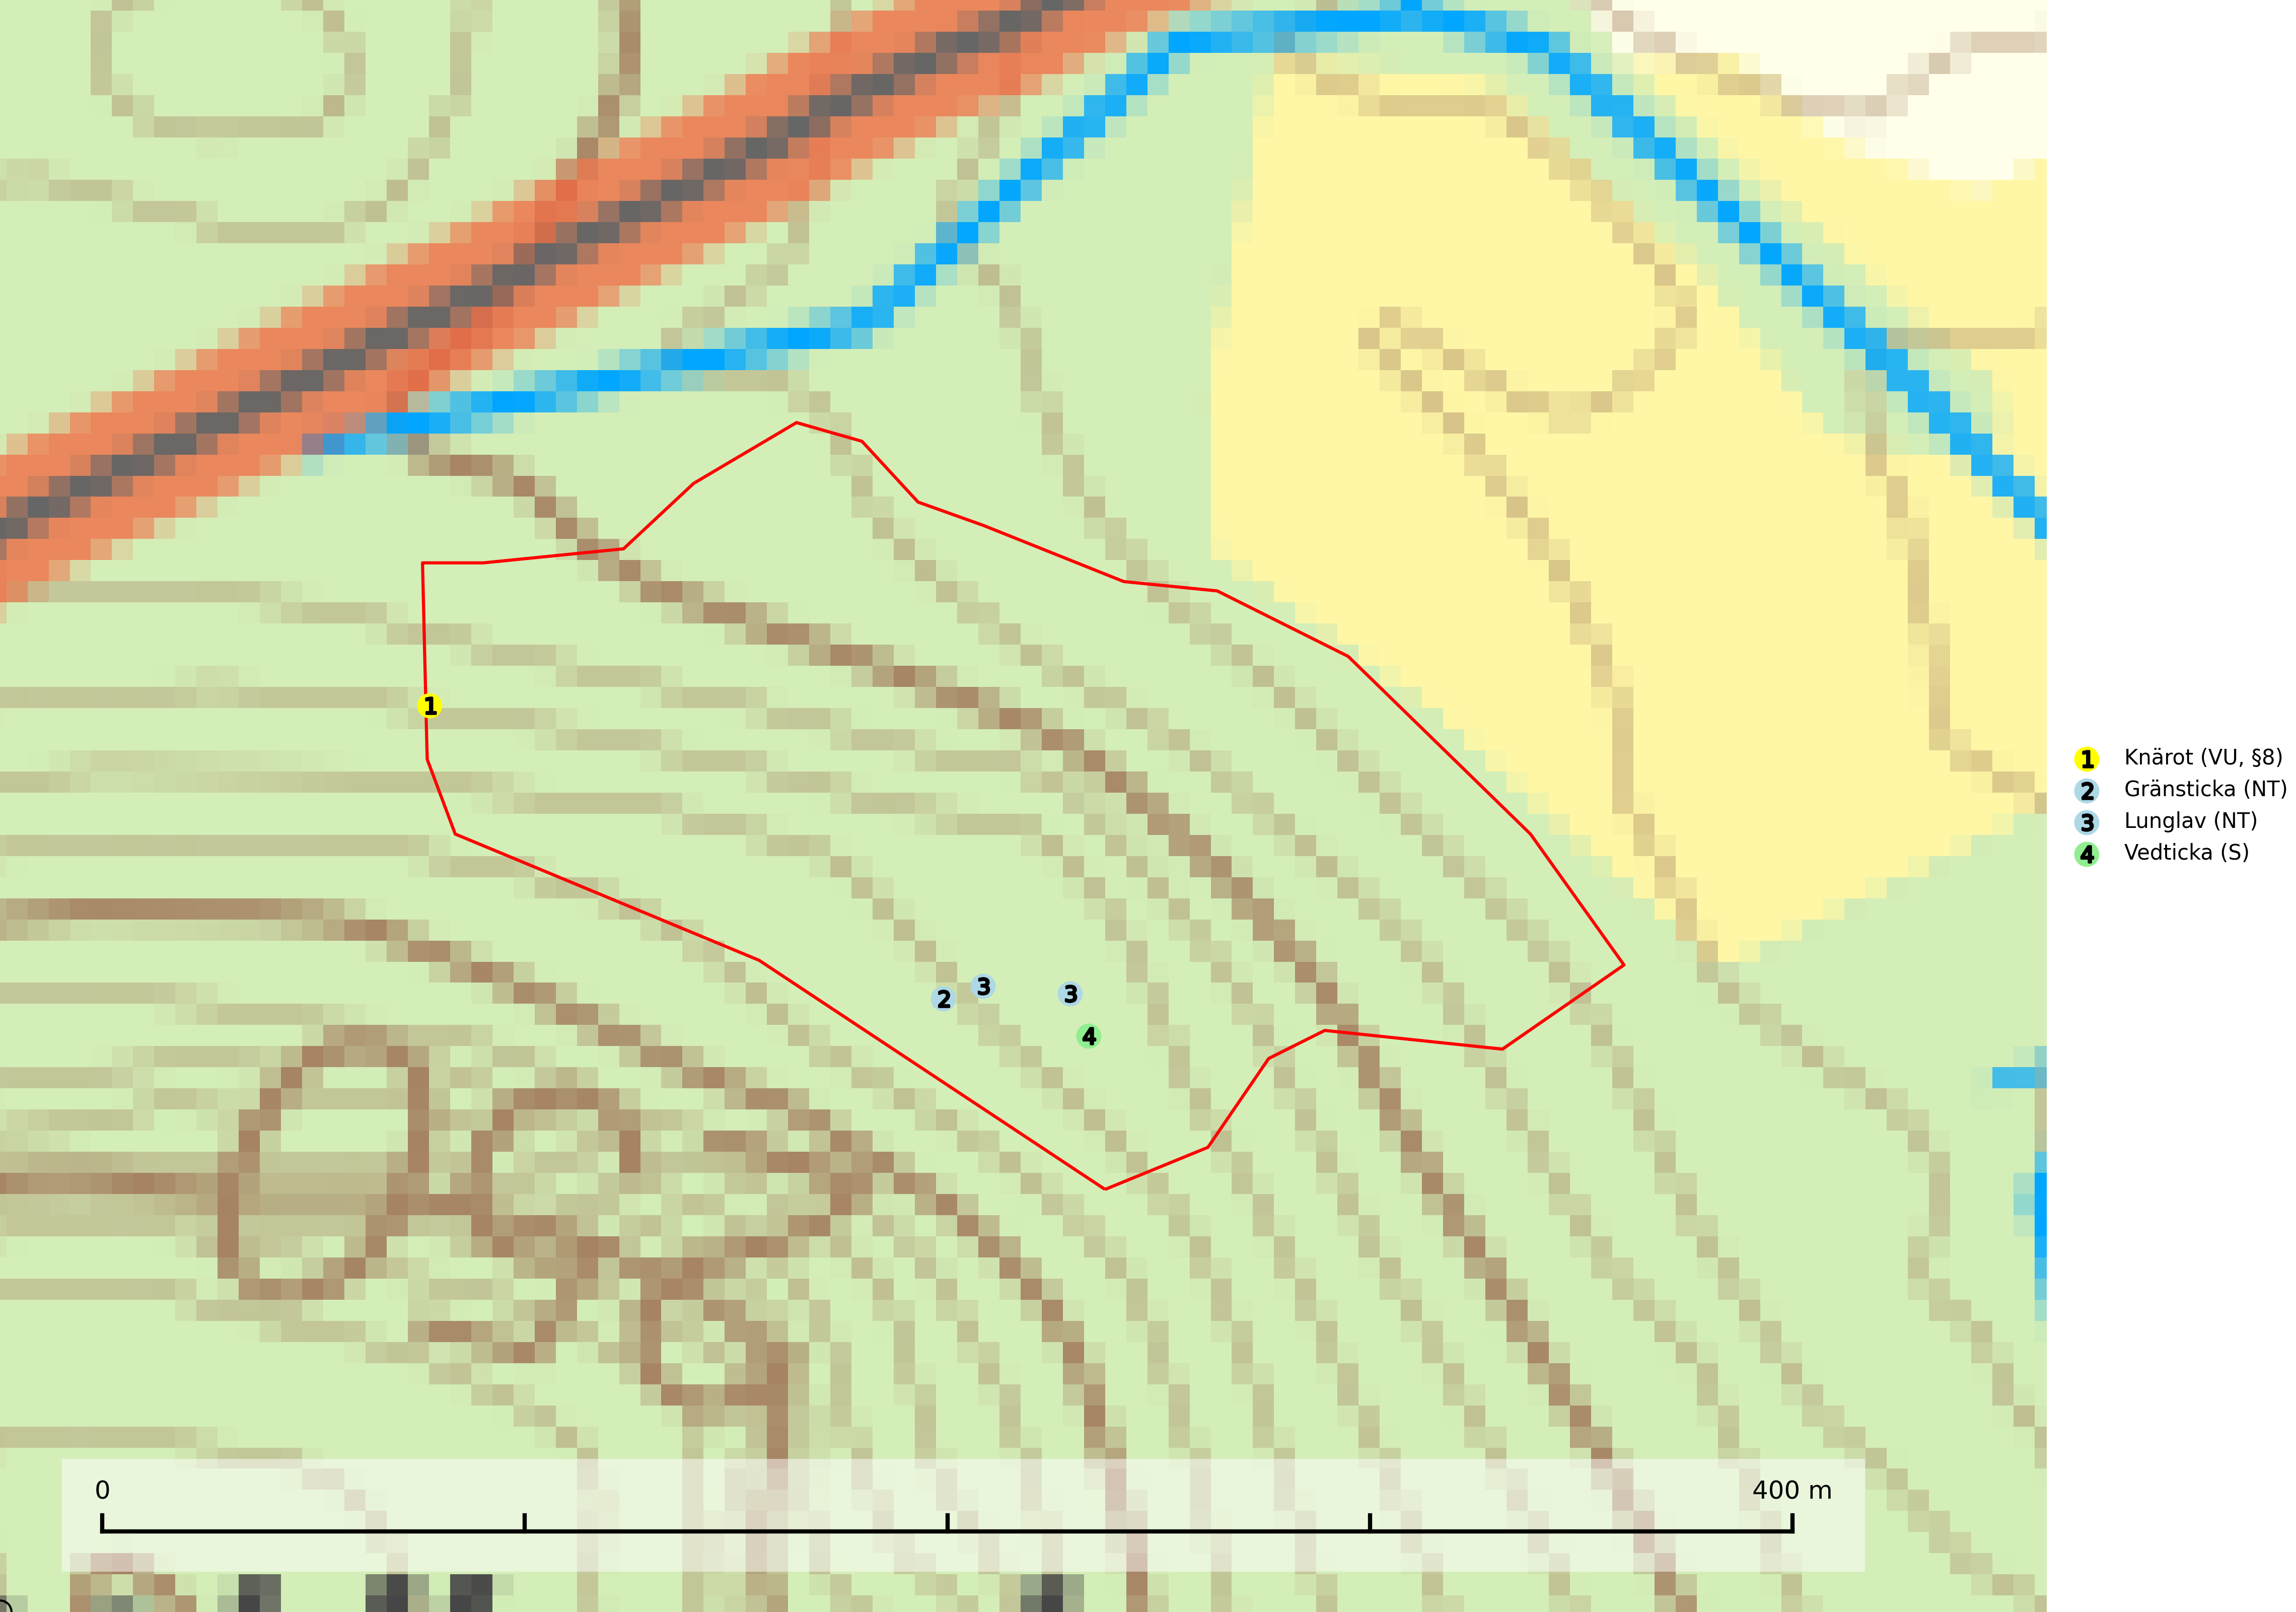 1
2
3
3
4
1 Knärot (VU, §8)
2 Gränsticka (NT)
3 Lunglav (NT)
4 Vedticka (S)
0
400 m